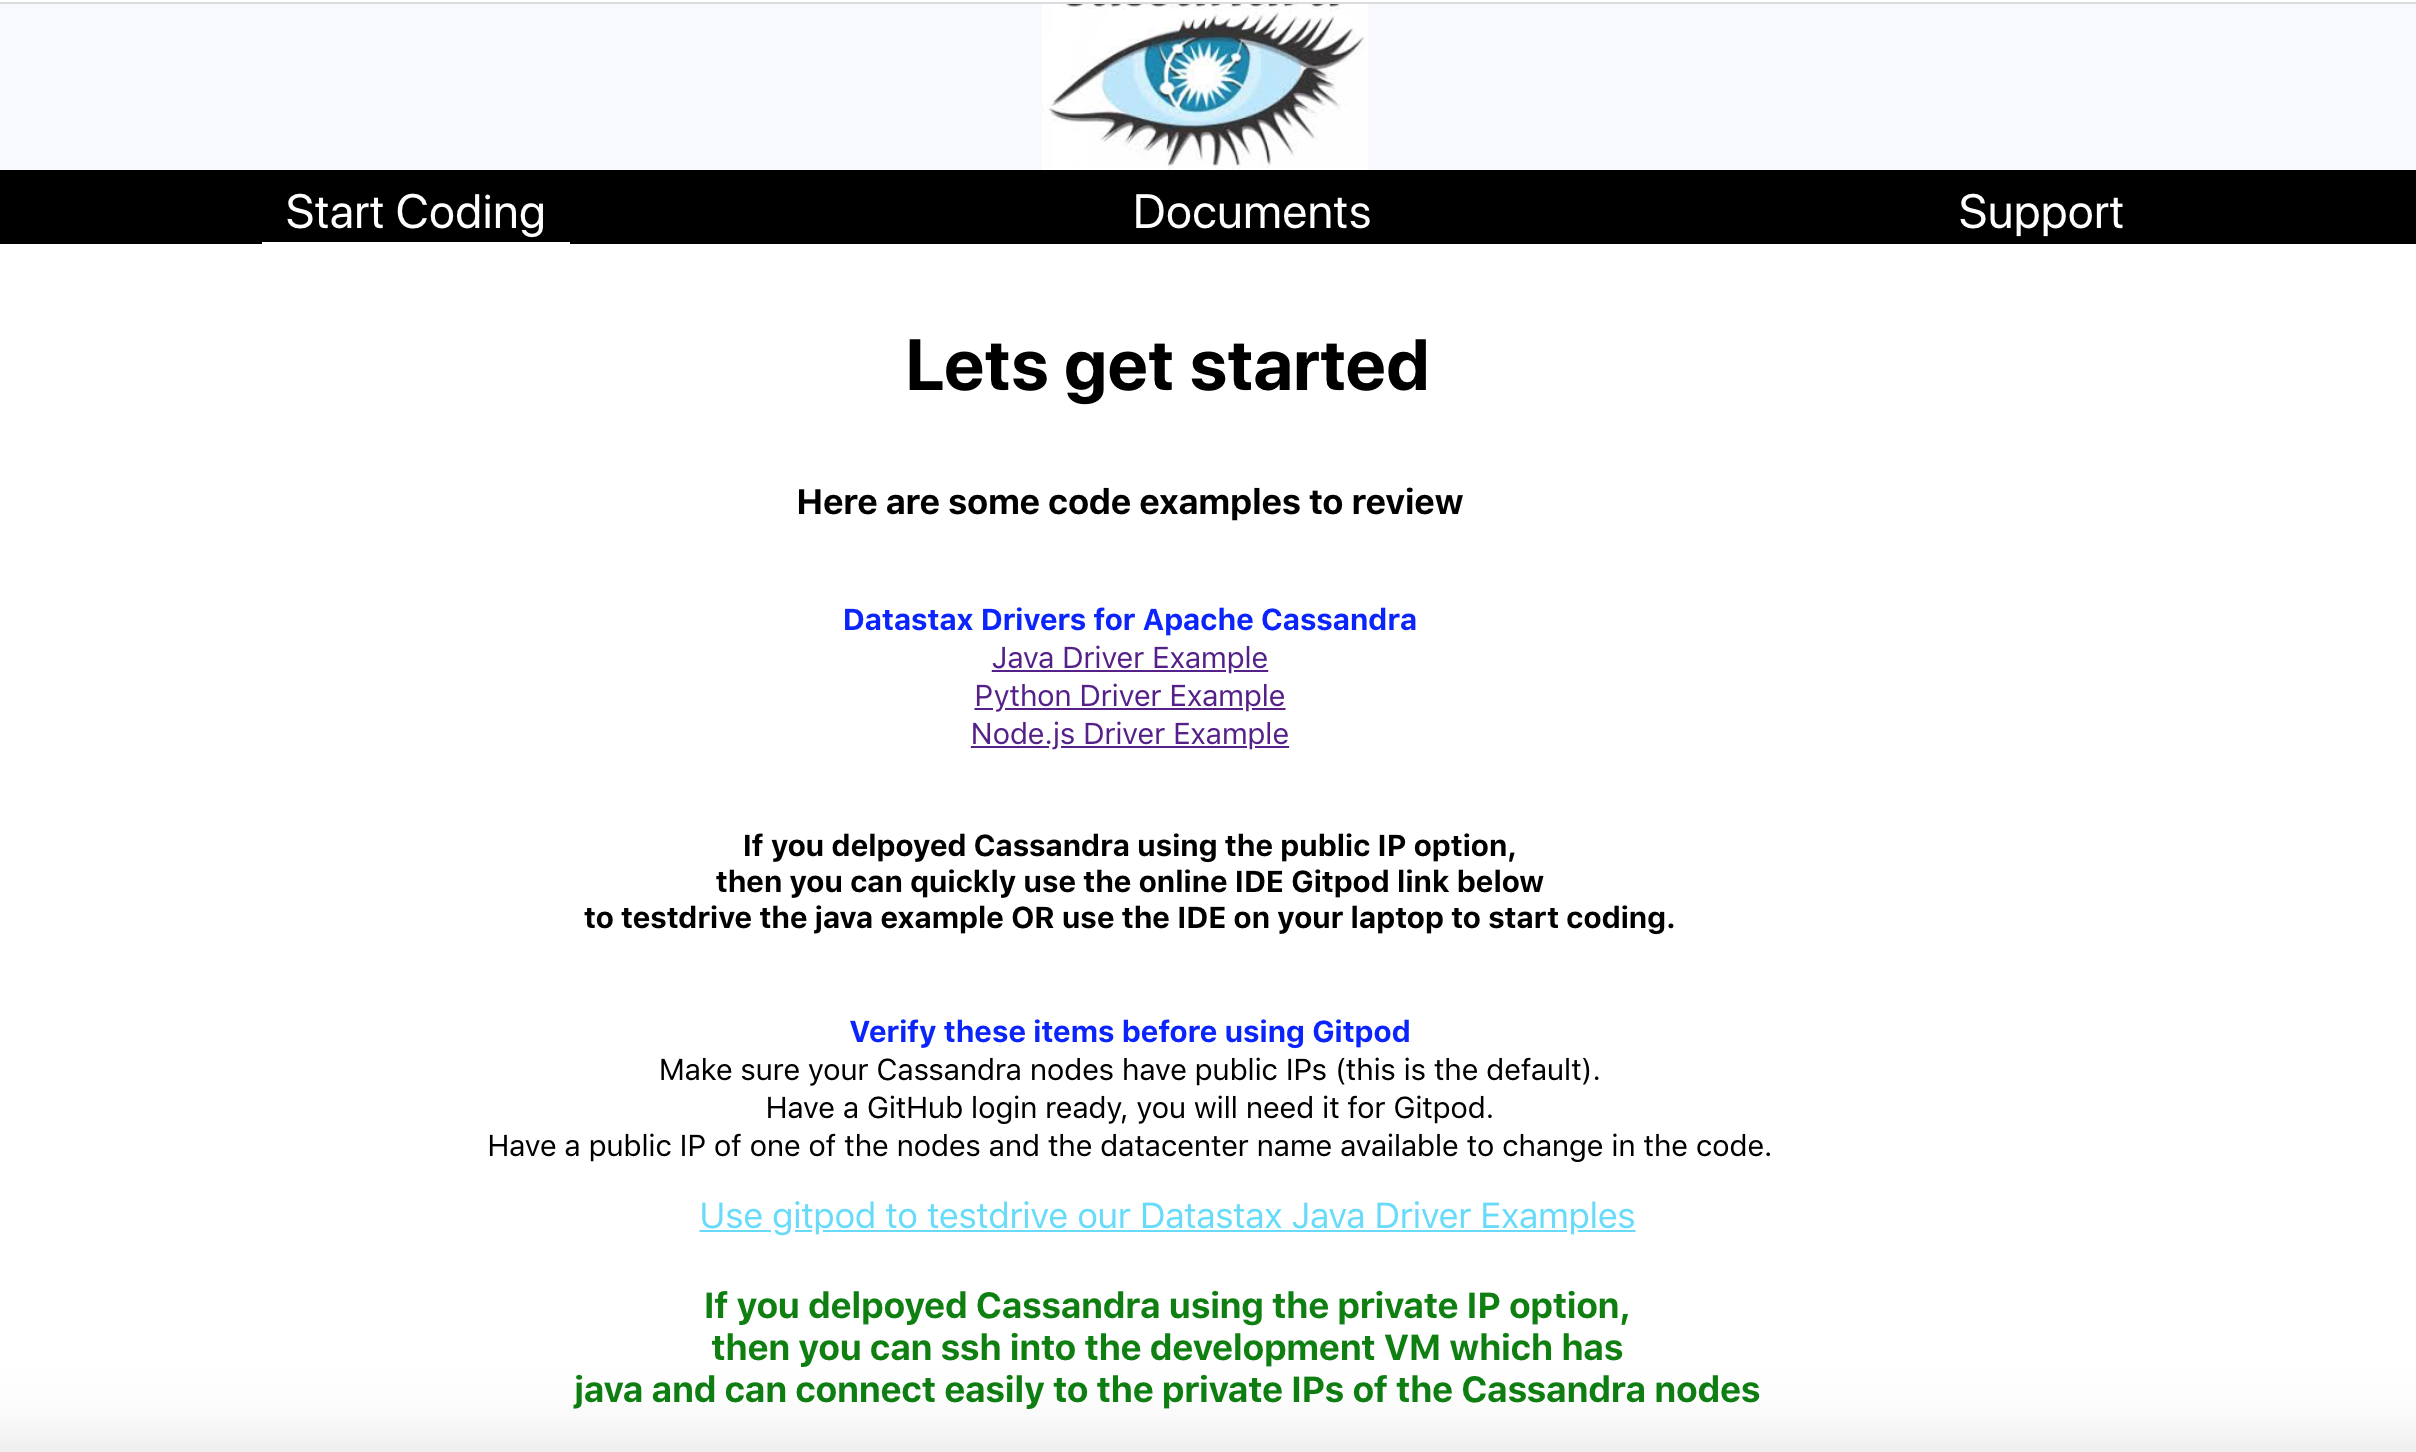 Start Coding
Documents
Support
Lets get started
Here are some code examples to review
Datastax Drivers for Apache Cassandra
Java Driver Example
Python Driver Example
Node.js Driver Example
If you delpoyed Cassandra using the public IP option,
then you can quickly use the online IDE Gitpod link below
to testdrive the java example OR use the IDE on your laptop to start coding.
Verify these items before using Gitpod
Make sure your Cassandra nodes have public IPs (this is the default).
Have a GitHub login ready, you will need it for Gitpod.
Have a public IP of one of the nodes and the datacenter name available to change in the code.
Use gitpod to testdrive our Datastax Java Driver Examples
If you delpoyed Cassandra using the private IP option,
then you can ssh into the development VM which has
java and can connect easily to the private IPs of the Cassandra nodes